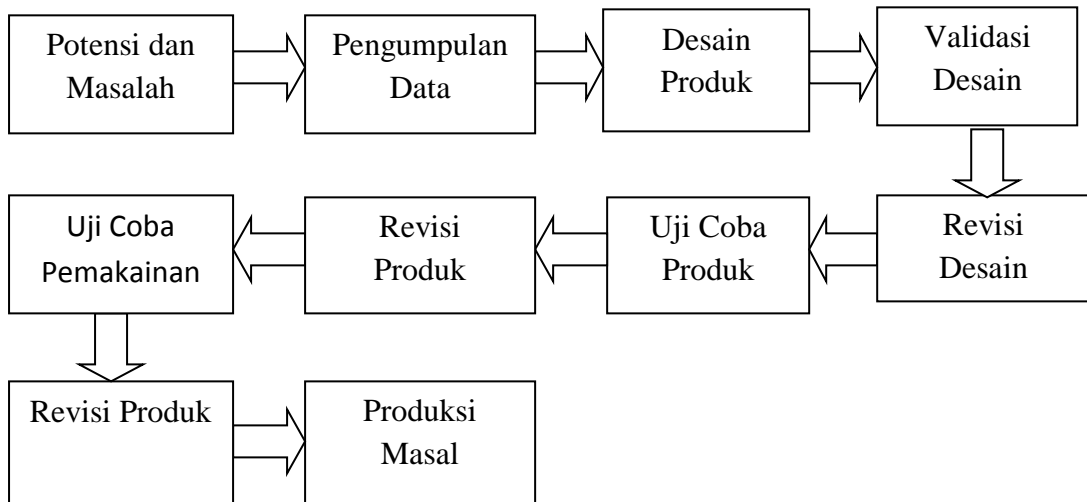 Potensi dan
Masalah
Pengumpulan
Data
Desain
Produk
Validasi
Desain
Revisi
Desain
Uji Coba
Produk
Revisi
Produk
Uji Coba
Pemakainan
Revisi Produk
Produksi
Masal